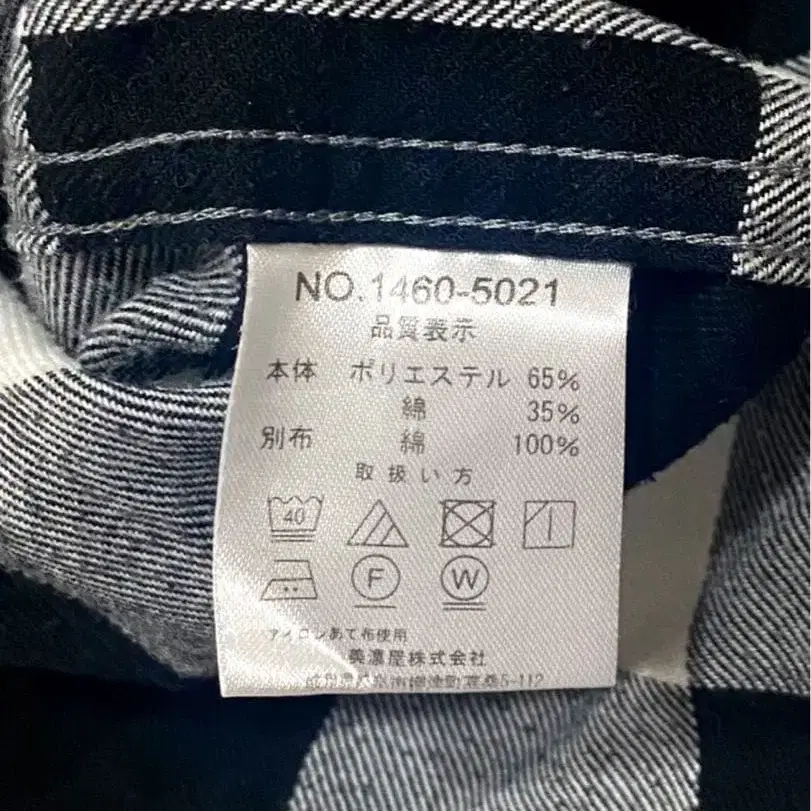 NO.1460-5021
品質表示
本体 ポリエステル 65%
綿 35%
別布 綿 100%
取扱い方
40
F W
アイロンあて布使用
美濃屋株式会社
5-112